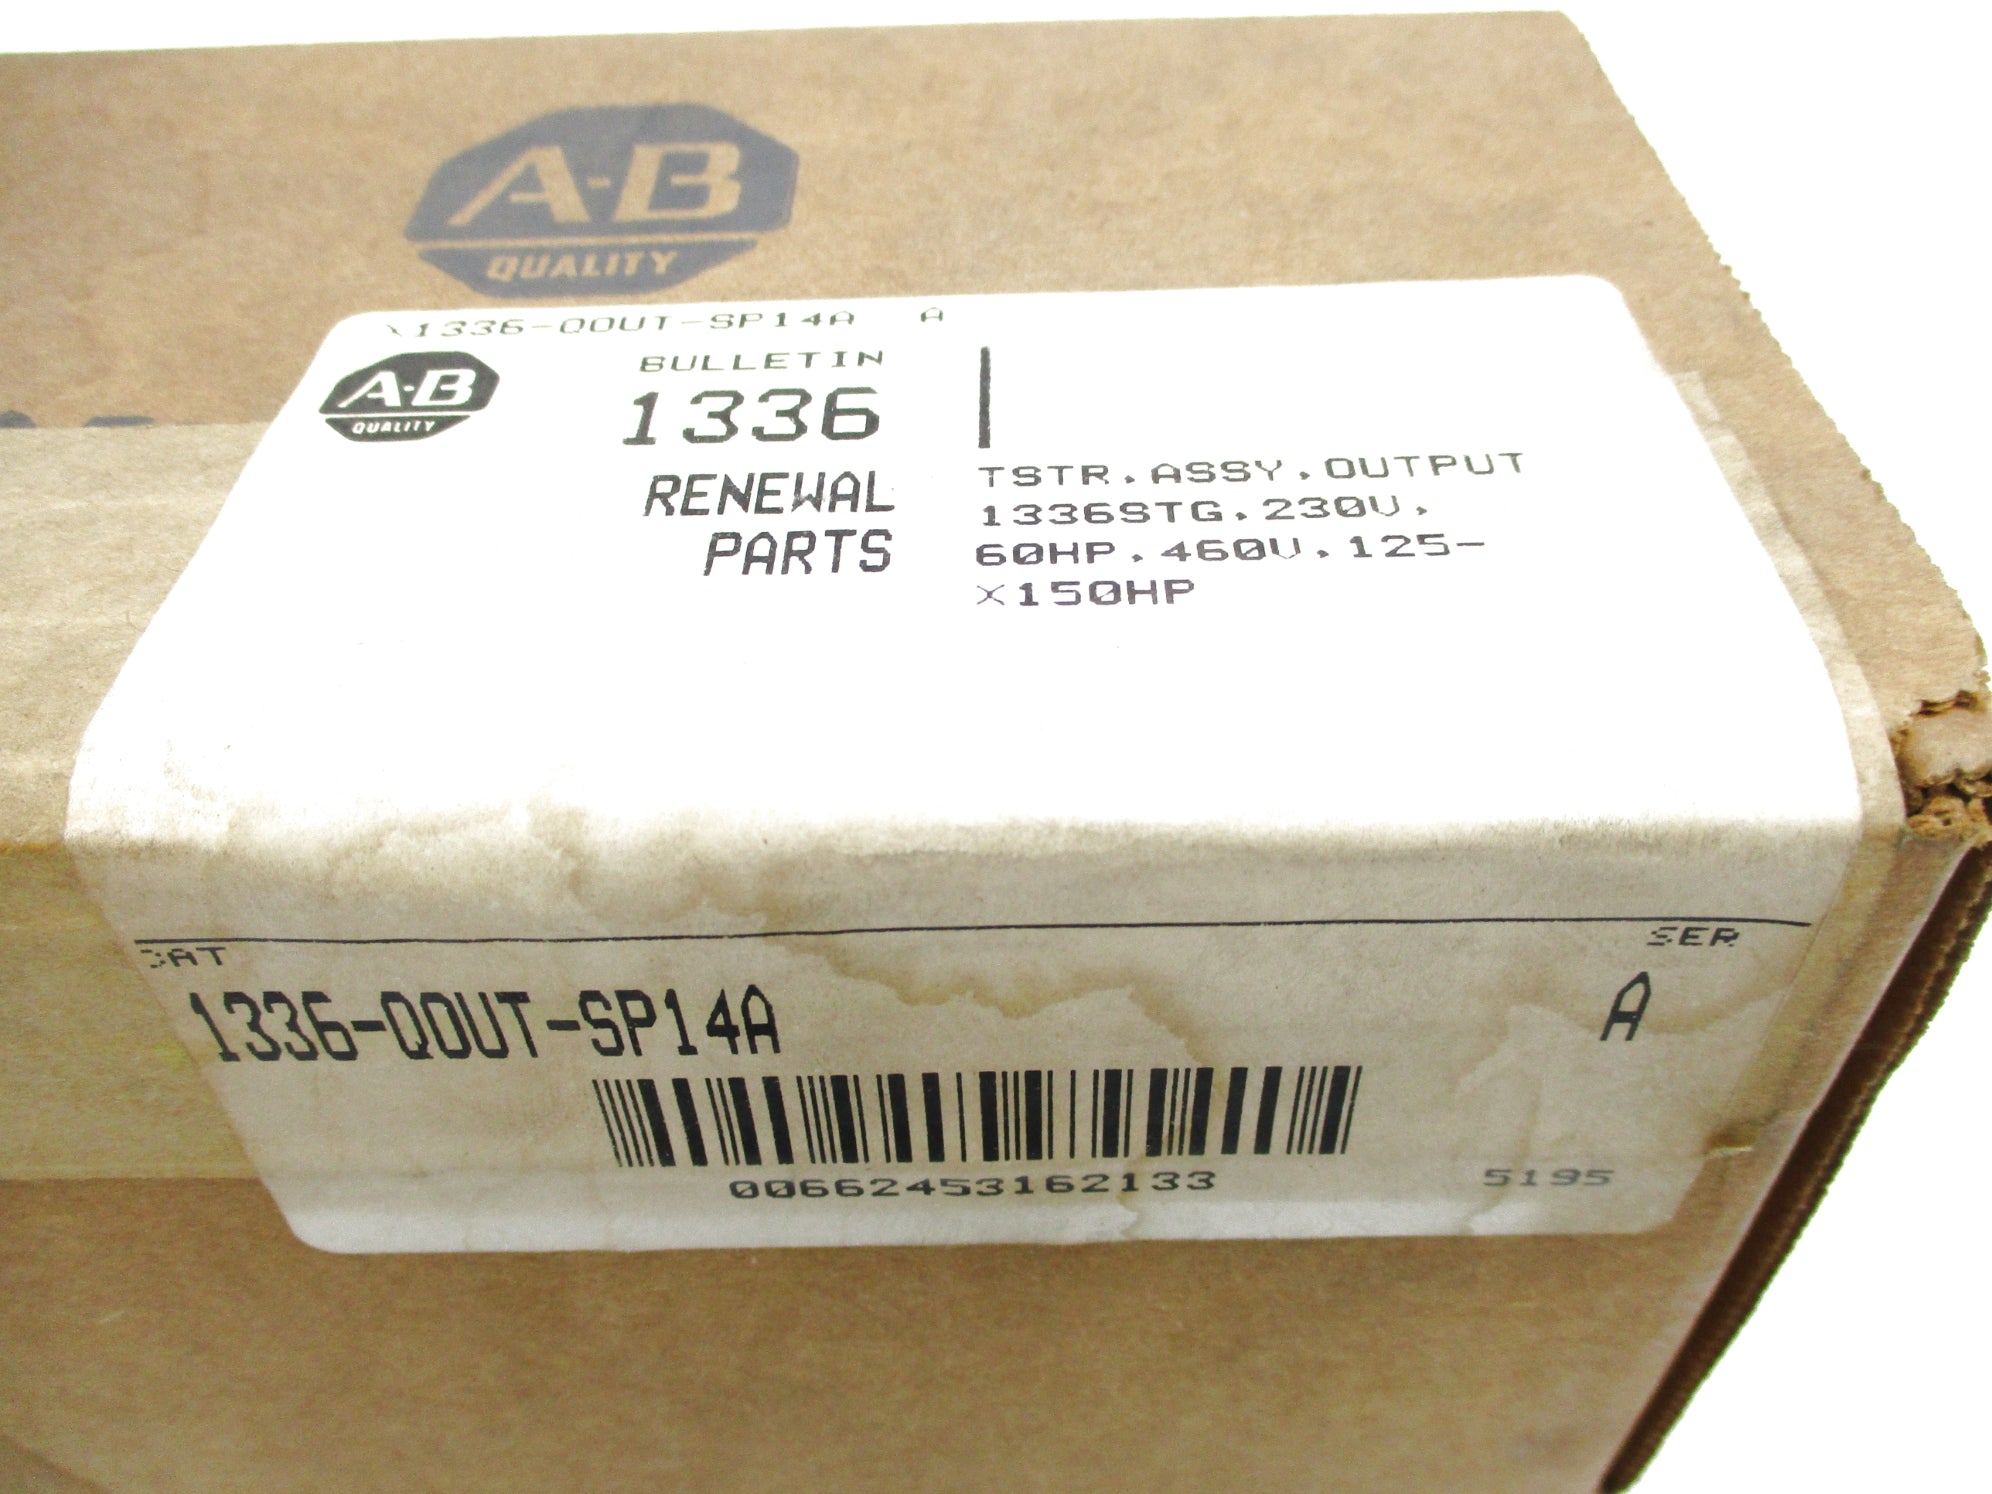 A-B
QUALITY
1336-QOUT-SP14A A
A-B
QUALITY
BULLETIN
1336
RENEWAL
PARTS
TSTR.ASSY.OUTPUT
1336STG.230V.
60HP.460V.125-
X150HP
CAT
SER
1336-QOUT-SP14A
A
00662453162133
5195